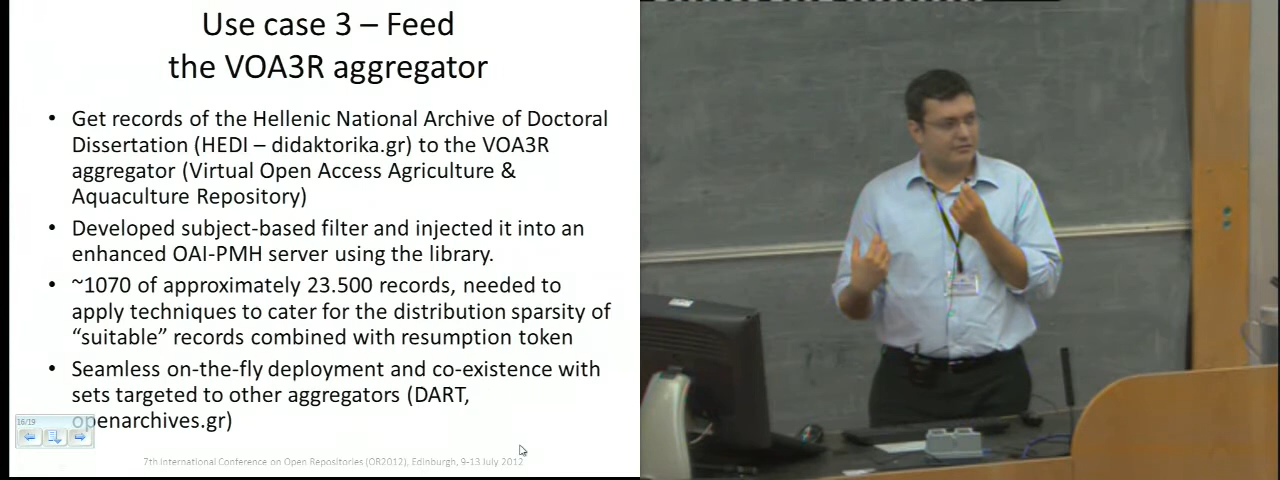 Use case 3 – Feed
the VOA3R aggregator
• Get records of the Hellenic National Archive of Doctoral
Dissertation (HEDI – didaktorika.gr) to the VOA3R
aggregator (Virtual Open Access Agriculture &
Aquaculture Repository)
• Developed subject-based filter and injected it into an
enhanced OAI-PMH server using the library.
• ~1070 of approximately 23.500 records, needed to
apply techniques to cater for the distribution sparsity of
“suitable” records combined with resumption token
• Seamless on-the-fly deployment and co-existence with
sets targeted to other aggregators (DART,
openarchives.gr)
16/19
7th International Conference on Open Repositories (OR2012), Edinburgh, 9-13 July 2012